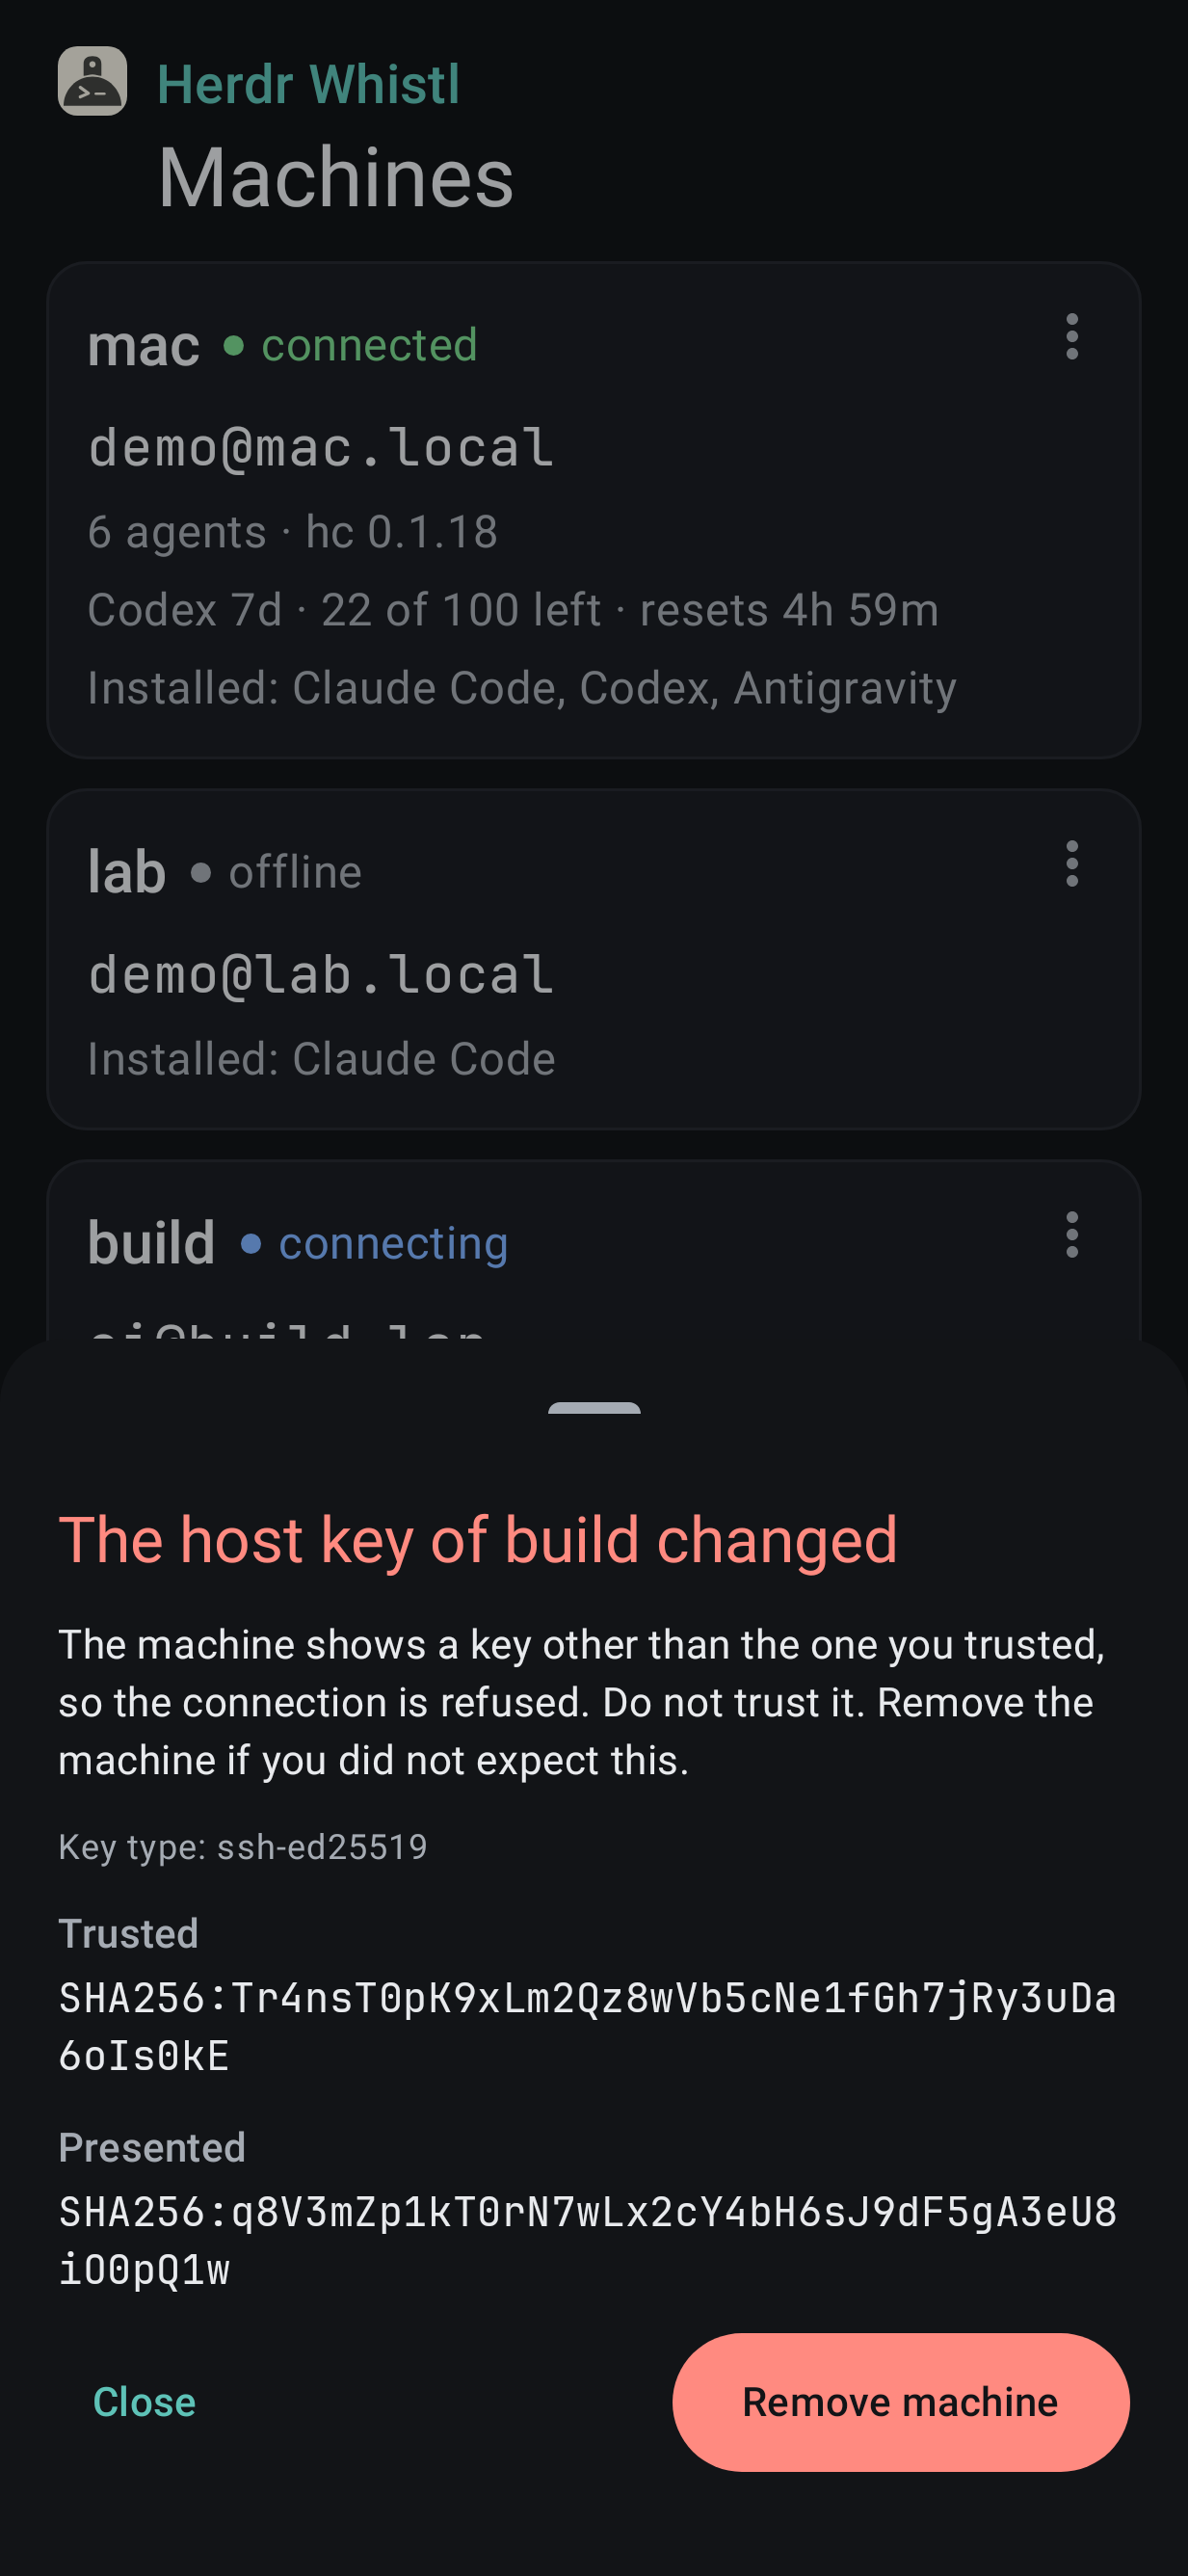 Herdr Whistl
Machines
mac connected
demo@mac.local
6 agents · hc 0.1.18
Codex 7d · 22 of 100 left · resets 4h 59m
Installed: Claude Code, Codex, Antigravity
lab offline
demo@lab.local
Installed: Claude Code
build connecting
The host key of build changed
The machine shows a key other than the one you trusted,
so the connection is refused. Do not trust it. Remove the
machine if you did not expect this.
Key type: ssh-ed25519
Trusted
SHA256:Tr4nsT0pK9xLm2Qz8wVb5cNe1fGh7jRy3uDa
6oIs0kE
Presented
SHA256:q8V3mZp1kT0rN7wLx2cY4bH6sJ9dF5gA3eU8
iO0pQ1w
Close
Remove machine